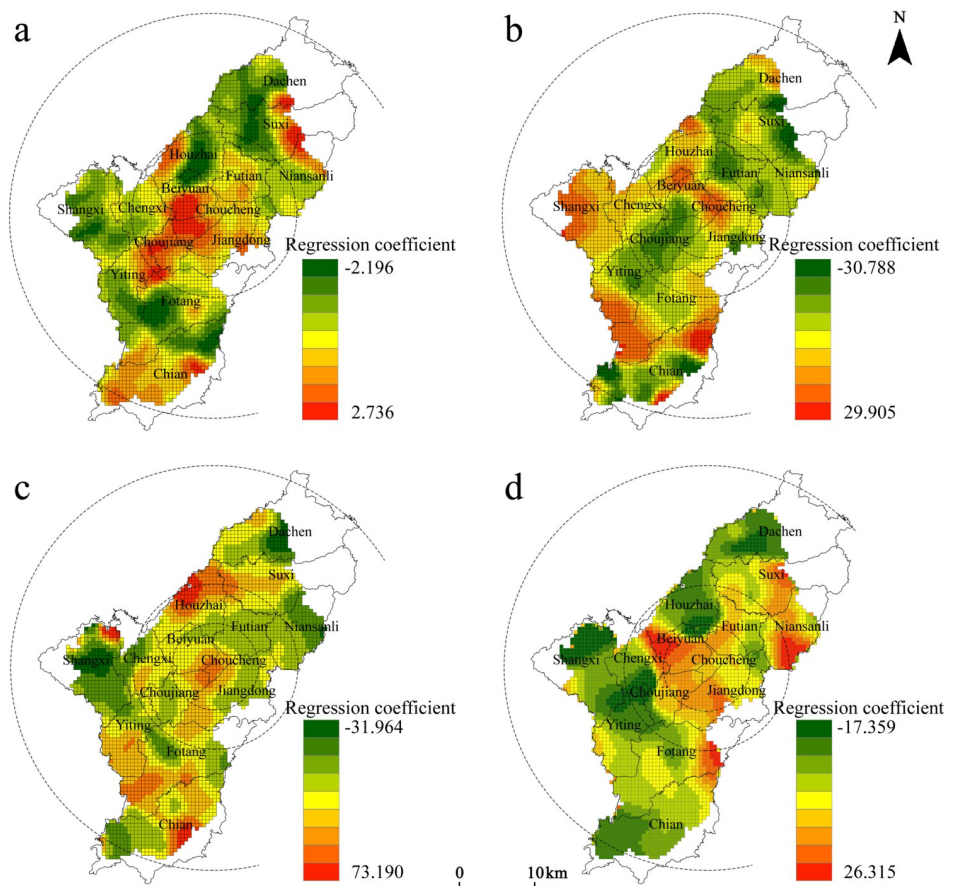 a
b
N
Dachen
Suxi
Houzhai
Futian
Niansanli
Beiyuan
Shangxi
Chengxi
Choucheng
Choujiang
Jiangdong
Yiting
Fotang
Chian
Regression coefficient
-2.196
2.736
Dachen
Suxi
Houzhai
Futian
Niansanli
Beiyuan
Shangxi
Chengxi
Choucheng
Choujiang
Jiangdong
Yiting
Fotang
Chian
Regression coefficient
-30.788
29.905
c
d
Dachen
Suxi
Houzhai
Futian
Niansanli
Beiyuan
Shangxi
Chengxi
Choucheng
Choujiang
Jiangdong
Yiting
Fotang
Chian
Regression coefficient
-31.964
73.190
Dachen
Suxi
Houzhai
Futian
Niansanli
Beiyuan
Shangxi
Chengxi
Choucheng
Choujiang
Jiangdong
Yiting
Fotang
Chian
Regression coefficient
-17.359
26.315
0 10km